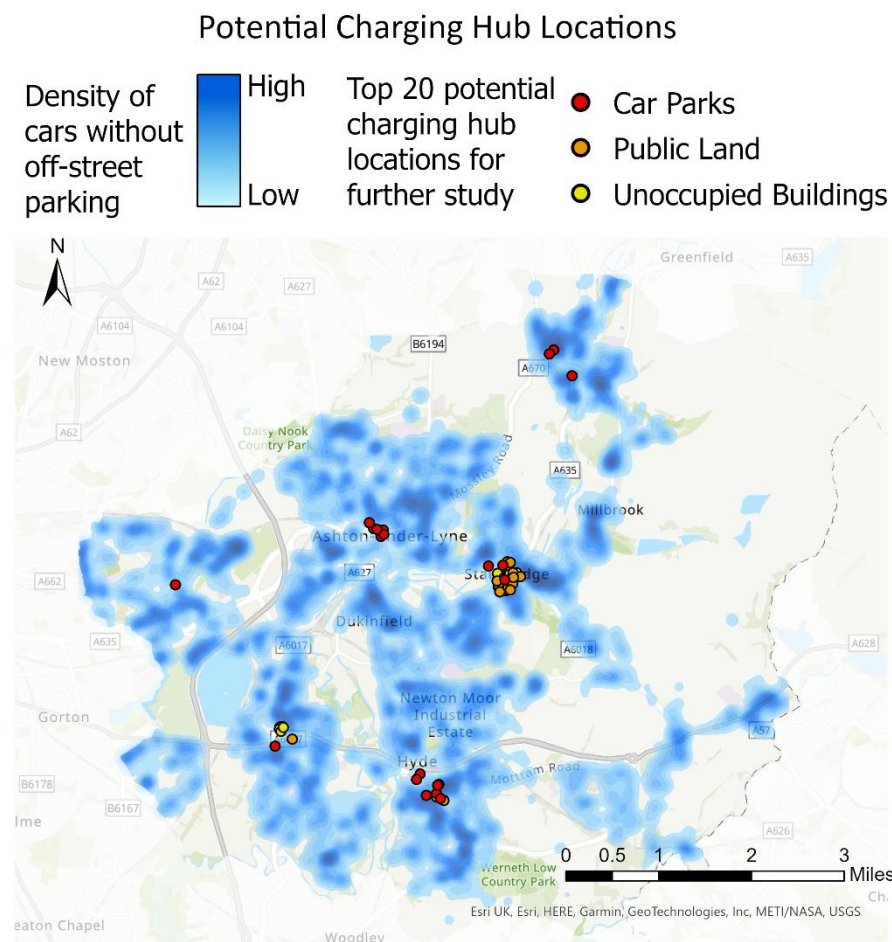 Potential Charging Hub Locations
Density of
cars without
off-street
parking
High
Low
Top 20 potential
charging hub
locations for
further study
Car Parks
Public Land
Unoccupied Buildings
N
Greenfield
A635
A62
A627
A6104
A6104
New Moston
B6194
A670
A62
Daisy Nook
Country Park
Mossley Road
A635
Millbrook
Ashton-under-Lyne
A662
A627
Dukinfield
A635
A6017
A6018
A628
Gorton
Newton Moor
Industrial
Estate
A57
Hyde
Mottram Road
B6178
B6167
A626
Werneth Low
Country Park
0 0.5 1 2 3
Miles
Esri UK, Esri, HERE, Garmin, GeoTechnologies, Inc, METI/NASA, USGS
eaton Chapel
Woodley